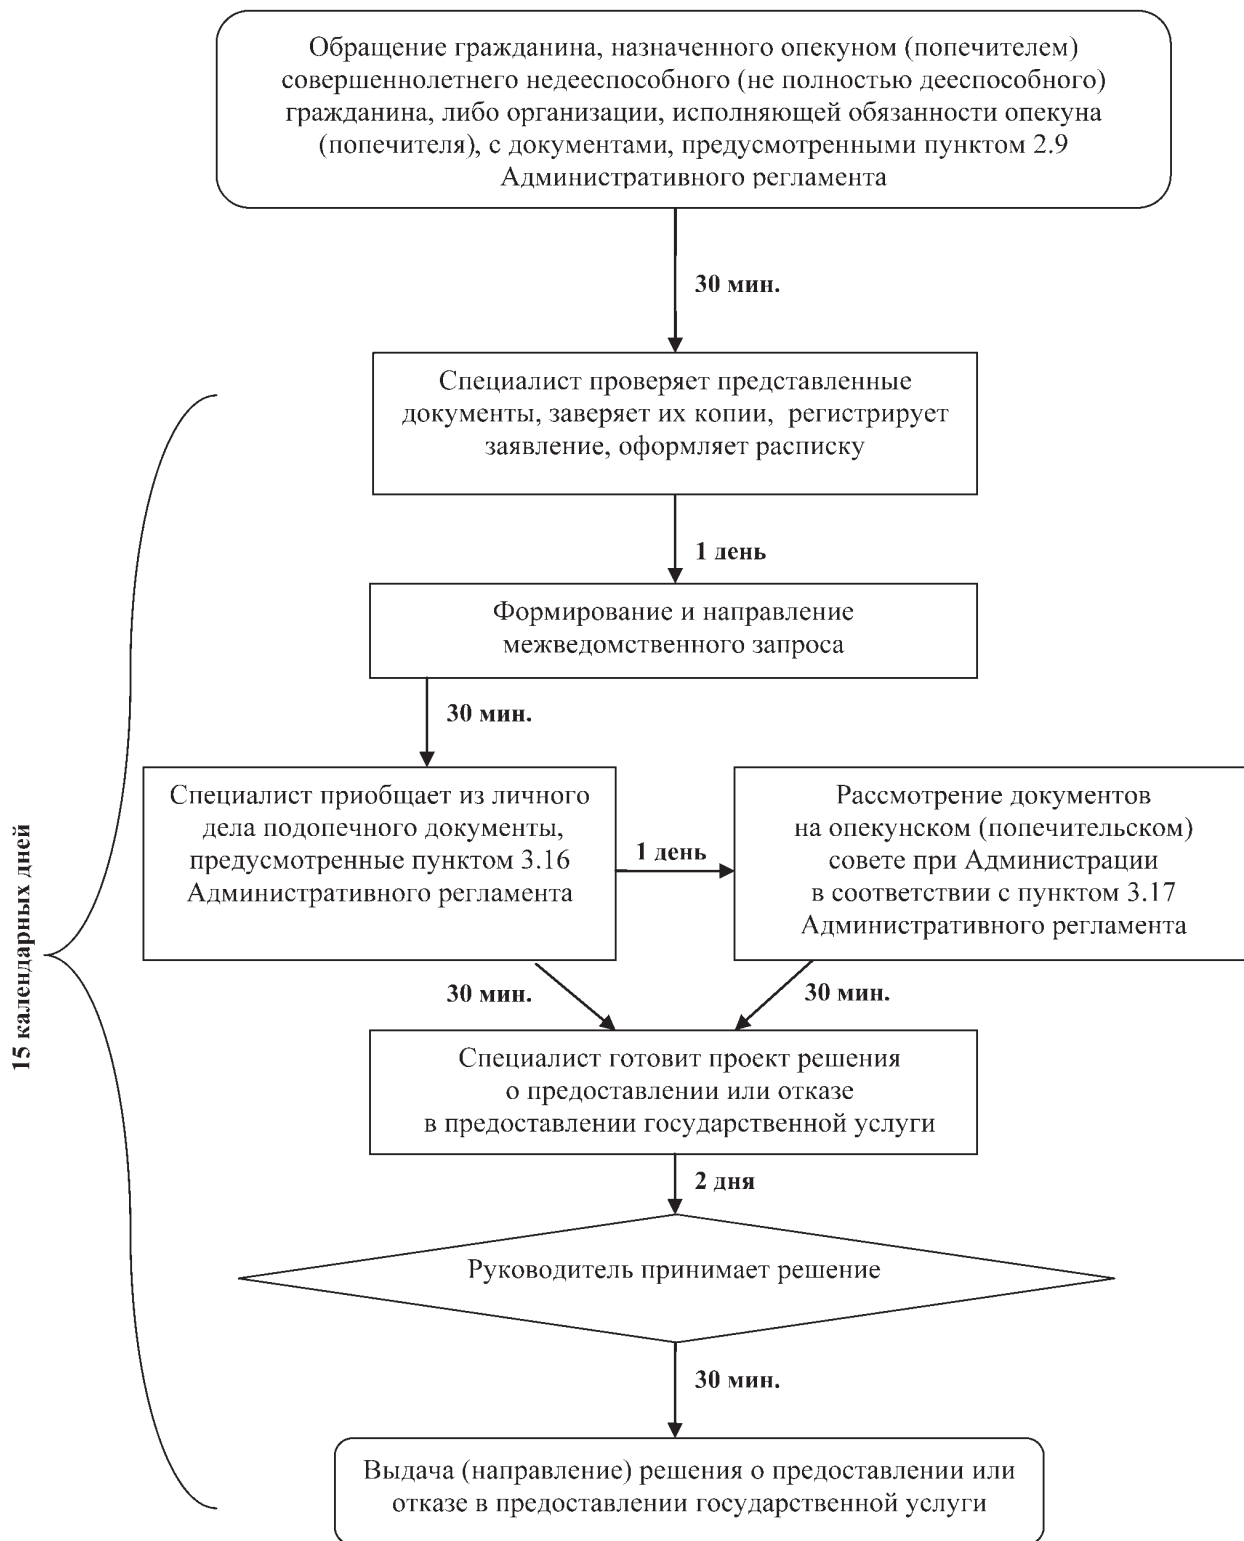 Обращение гражданина, назначенного опекуном (попечителем)
совершеннолетнего недееспособного (не полностью дееспособного)
гражданина, либо организации, исполняющей обязанности опекуна
(попечителя), с документами, предусмотренными пунктом 2.9
Административного регламента
30 мин.
Специалист проверяет представленные
документы, заверяет их копии, регистрирует
заявление, оформляет расписку
1 день
Формирование и направление
межведомственного запроса
30 мин.
Специалист приобщает из личного
дела подопечного документы,
предусмотренные пунктом 3.16
Административного регламента
1 день
Рассмотрение документов
на опекунском (попечительском)
совете при Администрации
в соответствии с пунктом 3.17
Административного регламента
15 календарных дней
30 мин.
30 мин.
Специалист готовит проект решения
о предоставлении или отказе
в предоставлении государственной услуги
2 дня
Руководитель принимает решение
30 мин.
Выдача (направление) решения о предоставлении или
отказе в предоставлении государственной услуги